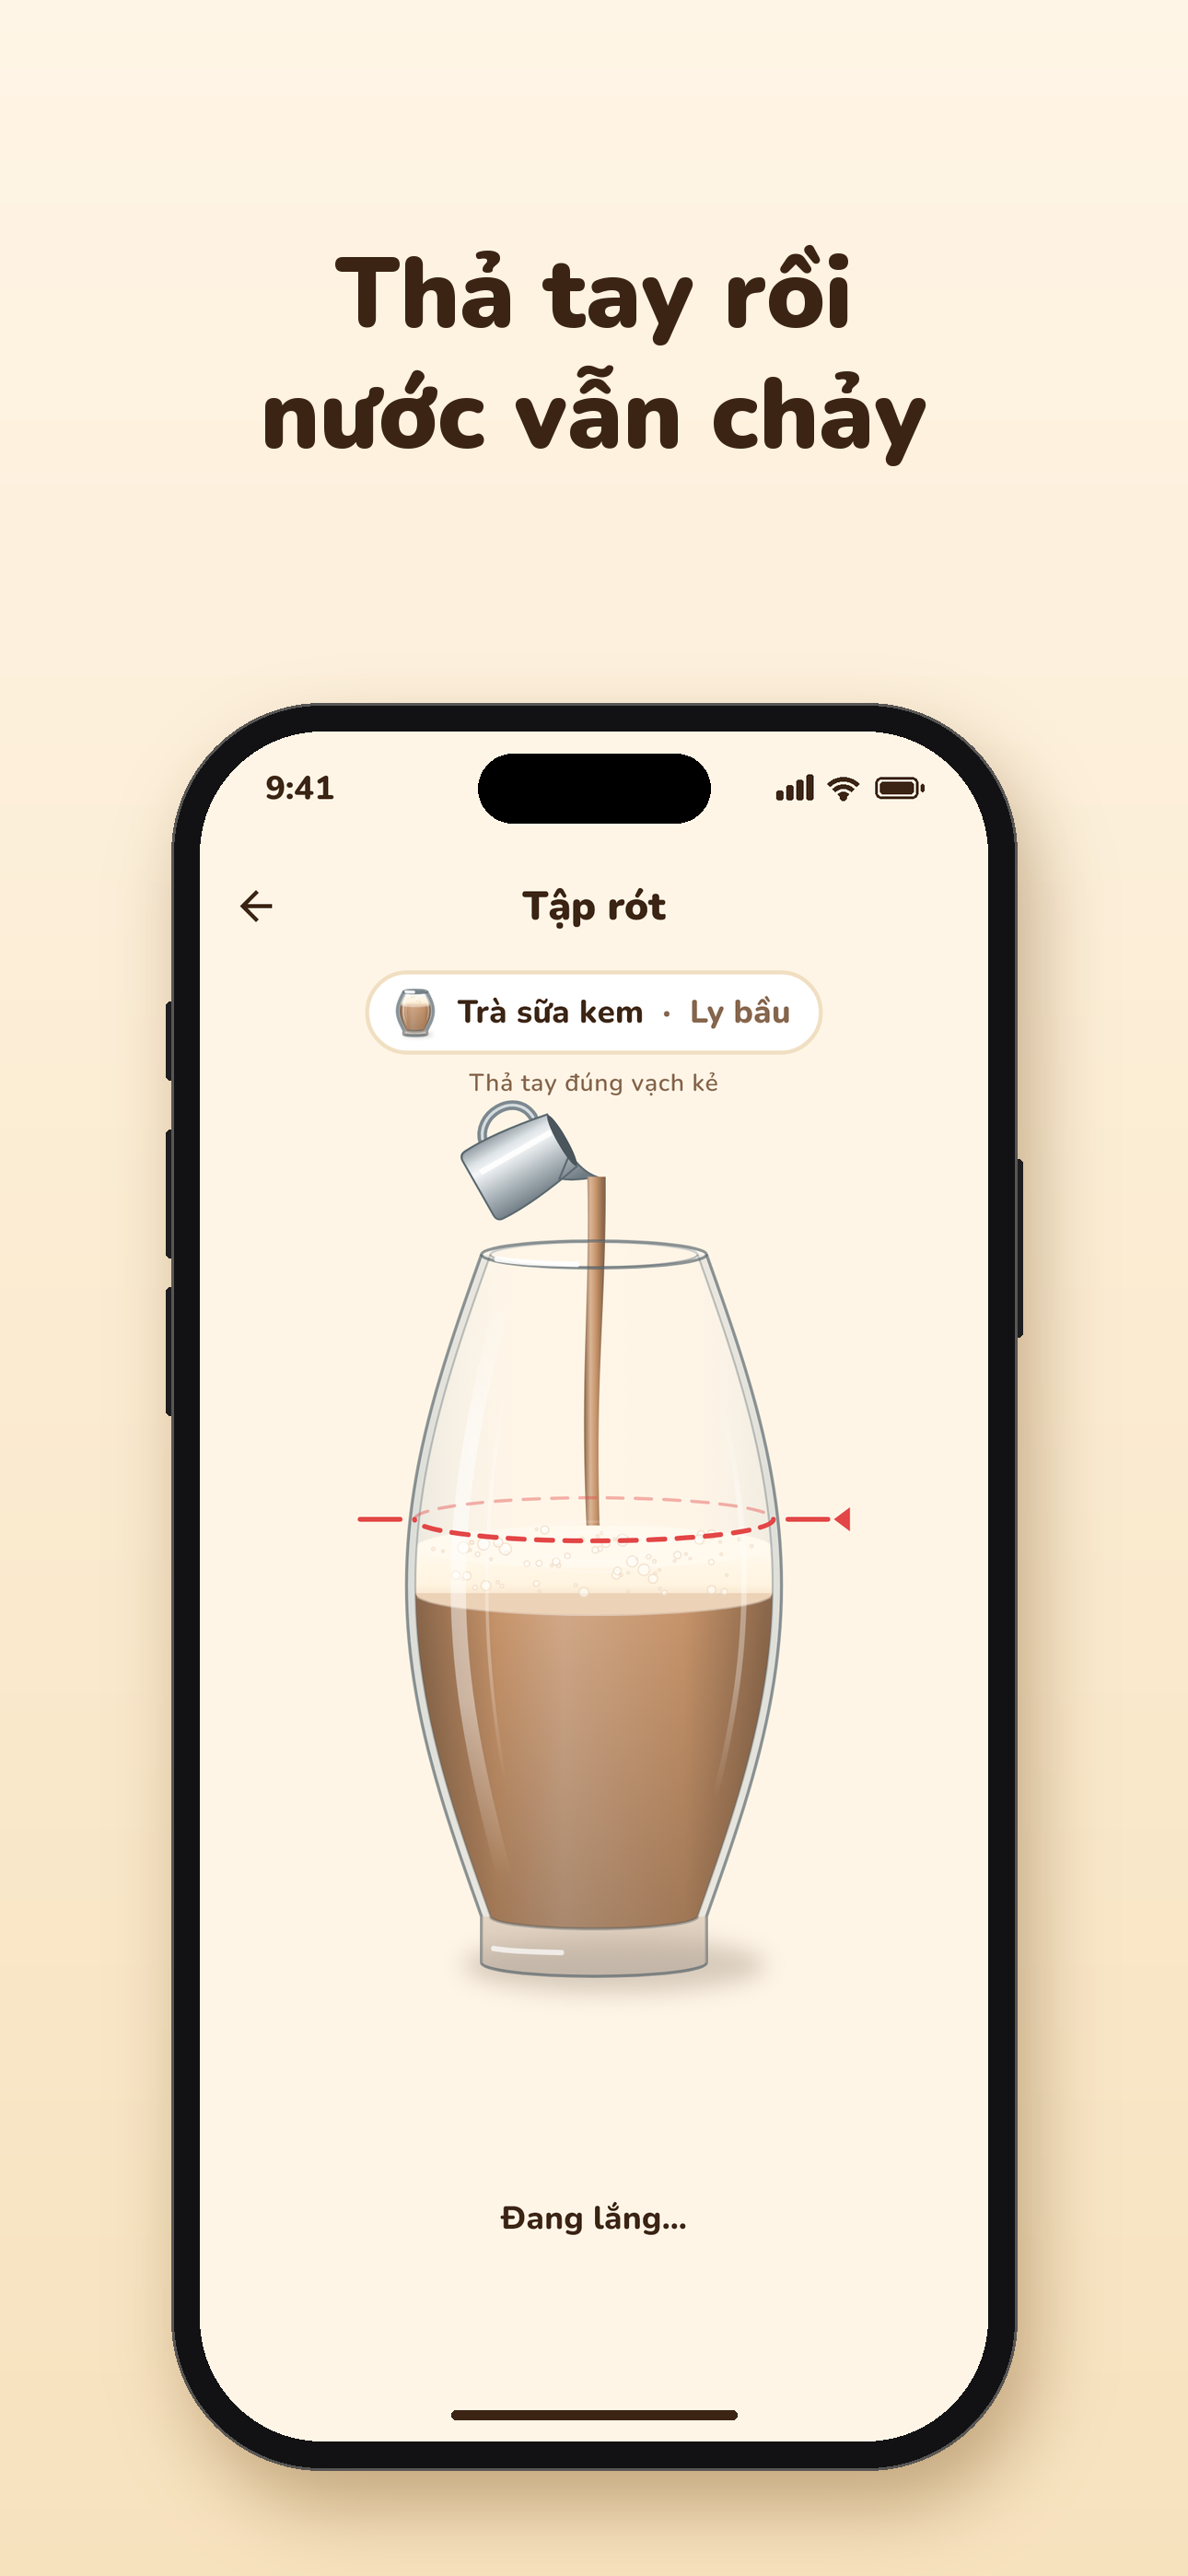 Thả tay rồi
nước vẫn chảy
9:41
Tập rót
Trà sữa kem · Ly bầu
Thả tay đúng vạch kẻ
Đang lắng...